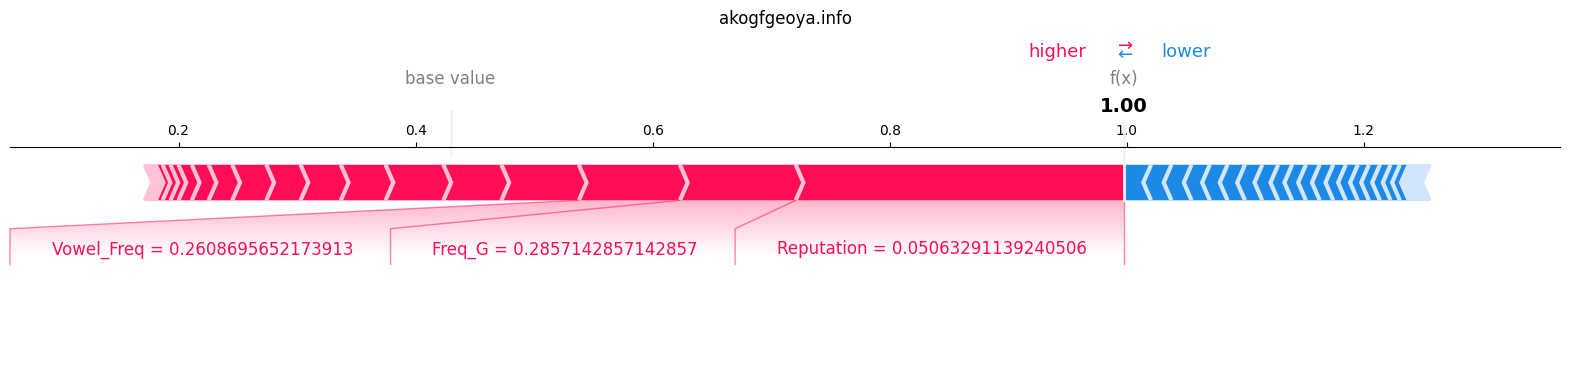 akogfgeoya.info
higher → ← lower
base value f(x)
1.00
0.2 0.4 0.6 0.8 1.0 1.2
Vowel_Freq = 0.2608695652173913 Freq_G = 0.2857142857142857 Reputation = 0.05063291139240506